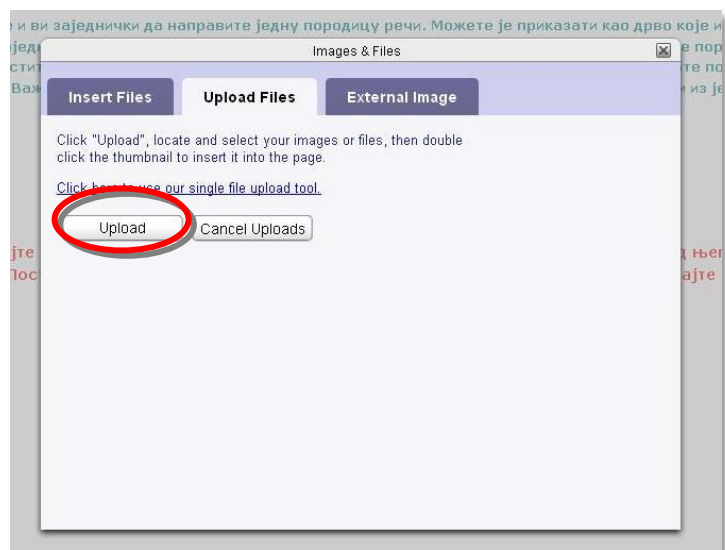 и ви заједнички да направите једну породицу речи. Можете је приказати као дрво које и
Images & Files
Insert Files Upload Files External Image
Click "Upload", locate and select your images or files, then double
click the thumbnail to insert it into the page.
Click here to use our single file upload tool.
Upload Cancel Uploads